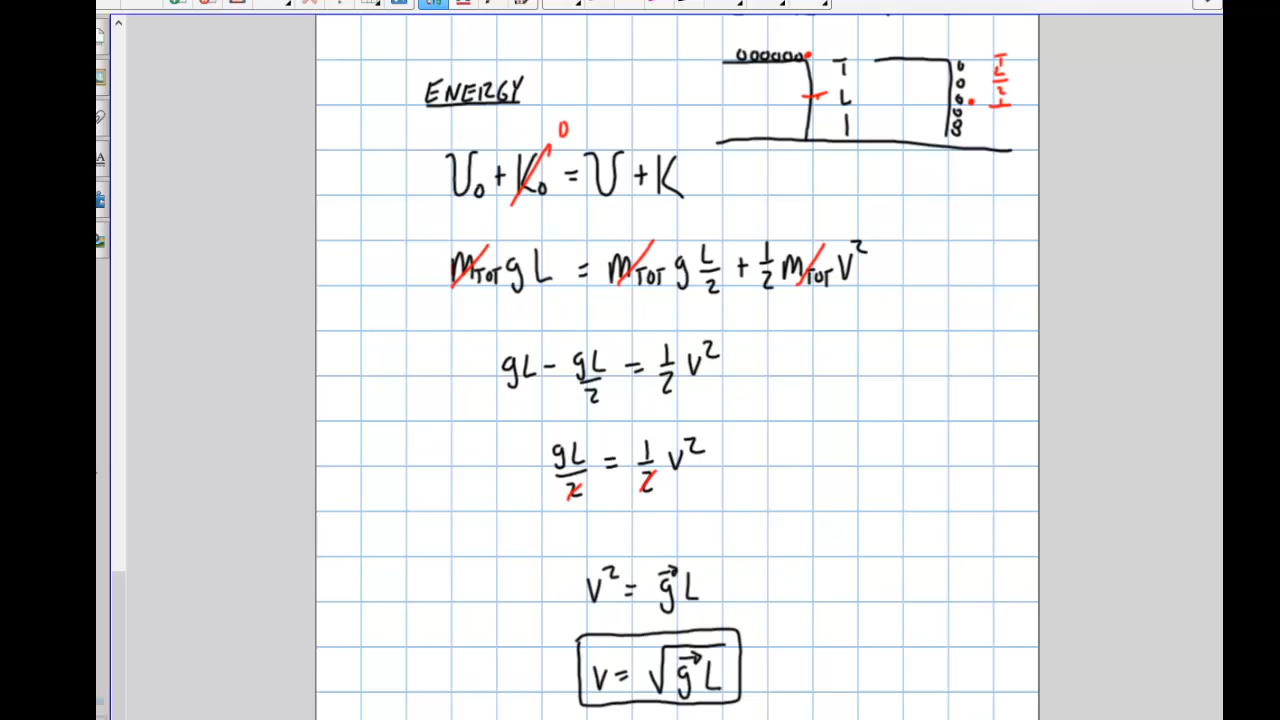 ENERGY
L
L/2
U₀ + K₀ = U + K
0
m_TOT g L = m_TOT g L/2 + 1/2 m_TOT v²
gL - gL/2 = 1/2 v²
gL/2 = 1/2 v²
v² = g⃗ L
v = √(g⃗ L)